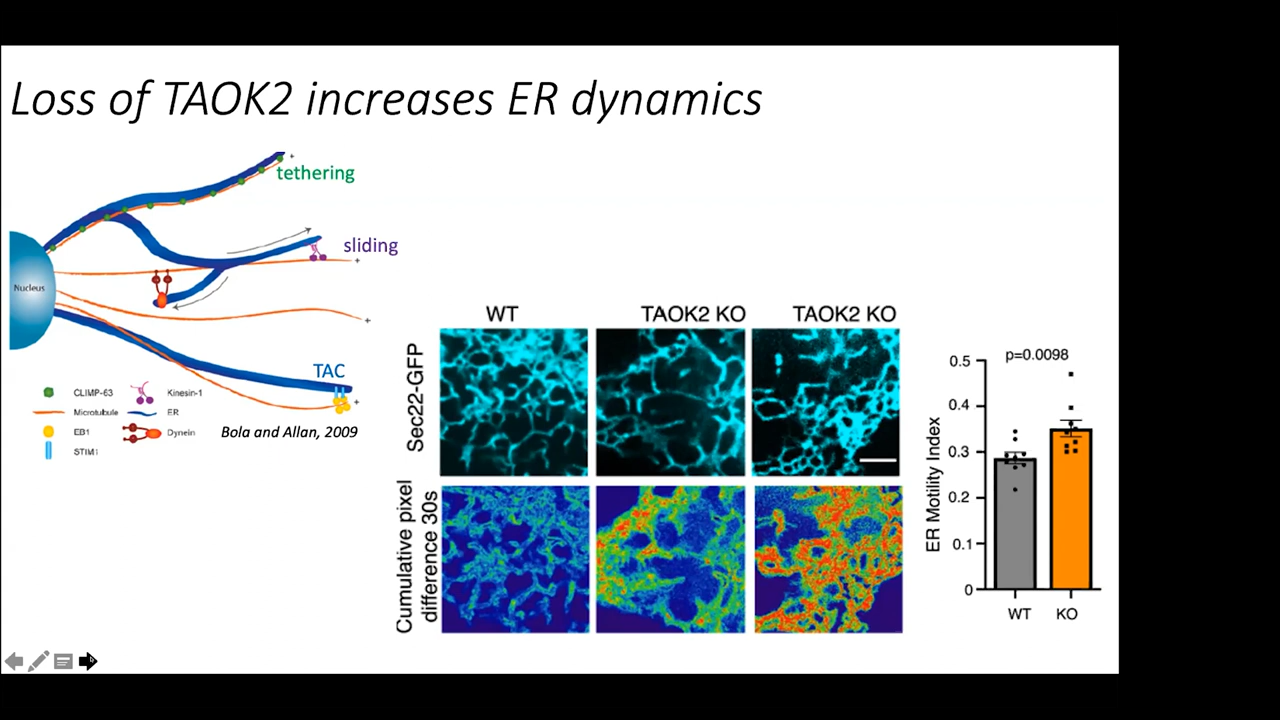 Loss of TAOK2 increases ER dynamics
tethering
sliding
Nucleus
TAC
CLIMP-63
Kinesin-1
Microtubule
ER
EB1
Dynein
STIM1
Bola and Allan, 2009
WT
TAOK2 KO
TAOK2 KO
Sec22-GFP
Cumulative pixel
difference 30s
p=0.0098
ER Motility Index
0.5
0.4
0.3
0.2
0.1
0
WT
KO
+
+
+
+